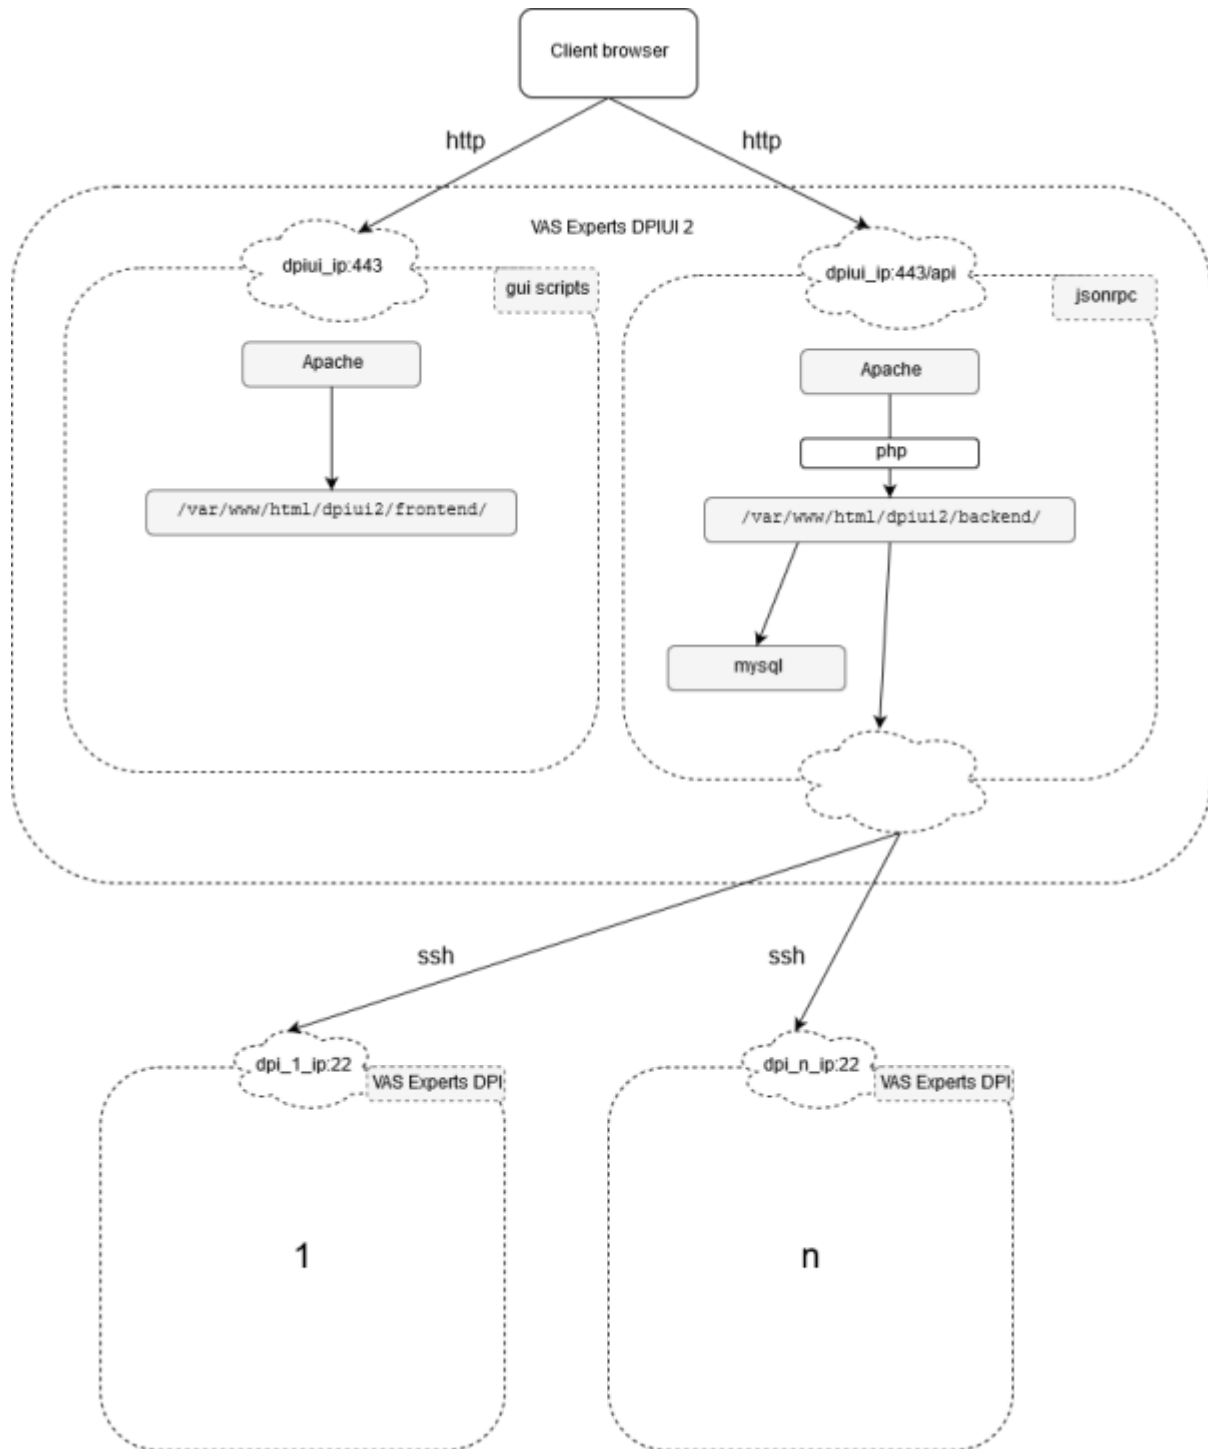 Client browser
http
http
VAS Experts DPIUI 2
dpiui_ip:443
gui scripts
Apache
/var/www/html/dpiui2/frontend/
dpiui_ip:443/api
jsonrpc
Apache
php
/var/www/html/dpiui2/backend/
mysql
ssh
ssh
dpi_1_ip:22
VAS Experts DPI
1
dpi_n_ip:22
VAS Experts DPI
n